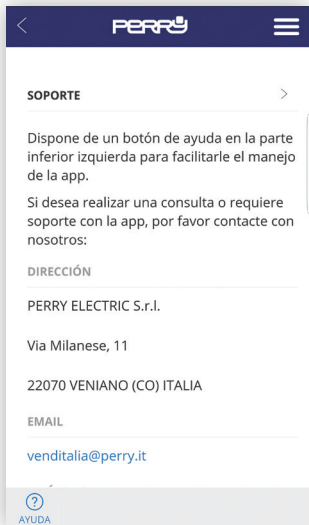 PERRY
SOPORTE
Dispone de un botón de ayuda en la parte
inferior izquierda para facilitarle el manejo
de la app.
Si desea realizar una consulta o requiere
soporte con la app, por favor contacte con
nosotros:
DIRECCIÓN
PERRY ELECTRIC S.r.l.
Via Milanese, 11
22070 VENIANO (CO) ITALIA
EMAIL
venditalia@perry.it
?
AYUDA